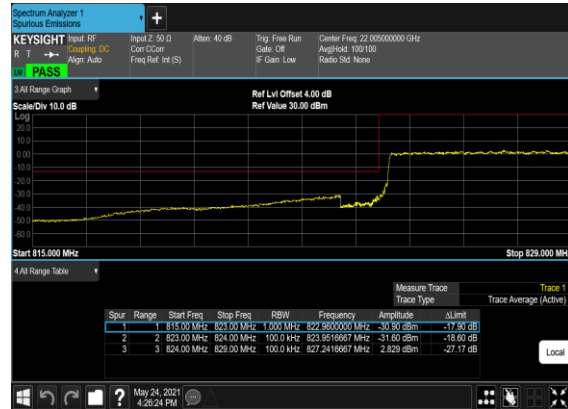 Spectrum Analyzer 1
Spurious Emissions
+
KEYSIGHT Input: RF Input Z: 50 Ω Atten: 40 dB Trig: Free Run Center Freq: 22.005000000 GHz
R T Coupling: DC Corr CCorr Gate: Off Avg|Hold: 100/100
Align: Auto Freq Ref: Int (S) IF Gain: Low Radio Std: None
LW PASS
3 All Range Graph
Ref Lvl Offset 4.00 dB
Scale/Div 10.0 dB Ref Value 30.00 dBm
Log
20.0
10.0
0.00
-10.0
-20.0
-30.0
-40.0
-50.0
-60.0
Start 815.000 MHz Stop 829.000 MH
4 All Range Table
Measure Trace Trace 1
Trace Type Trace Average (Active)
Spur Range Start Freq Stop Freq RBW Frequency Amplitude ΔLimit
1 1 815.00 MHz 823.00 MHz 1.000 MHz 822.9600000 MHz -30.90 dBm -17.90 dB
2 2 823.00 MHz 824.00 MHz 100.0 kHz 823.9516667 MHz -31.60 dBm -18.60 dB
3 3 824.00 MHz 829.00 MHz 100.0 kHz 827.2416667 MHz 2.829 dBm -27.17 dB
Local
? May 24, 2021
4:26:24 PM